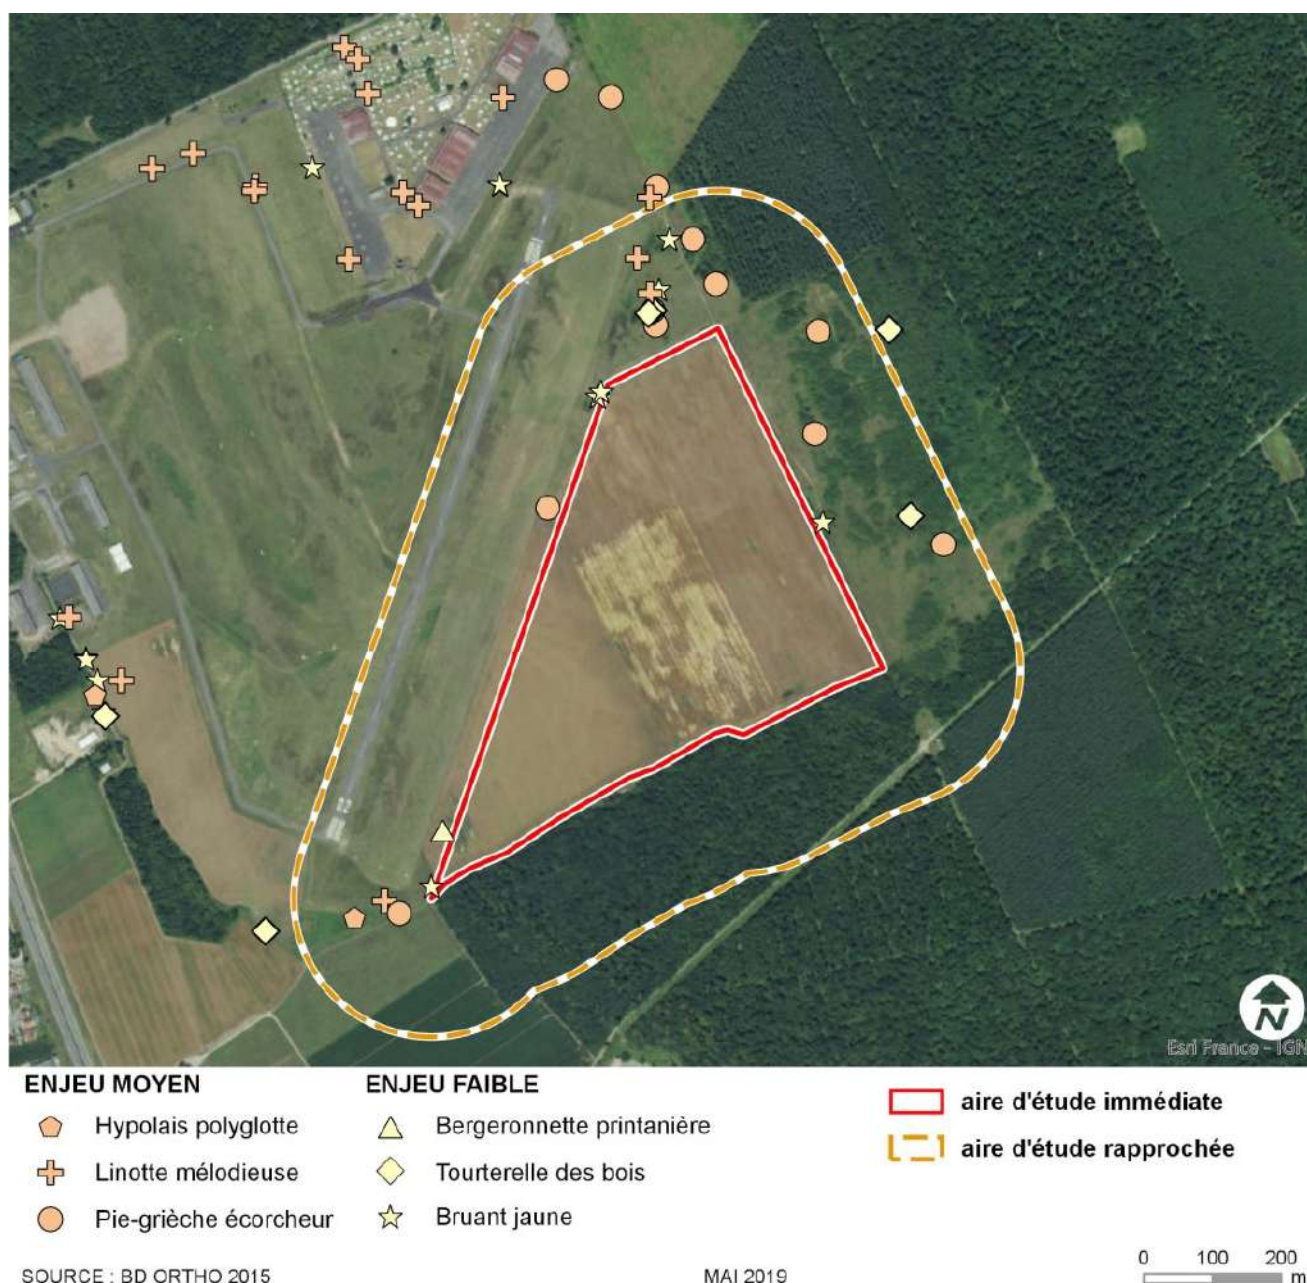 N
Esri France - IGN
ENJEU MOYEN
Hypolais polyglotte
Linotte mélodieuse
Pie-grièche écorcheur
ENJEU FAIBLE
Bergeronnette printanière
Tourterelle des bois
Bruant jaune
aire d'étude immédiate
aire d'étude rapprochée
SOURCE : BD ORTHO 2015
MAI 2019
0 100 200
m